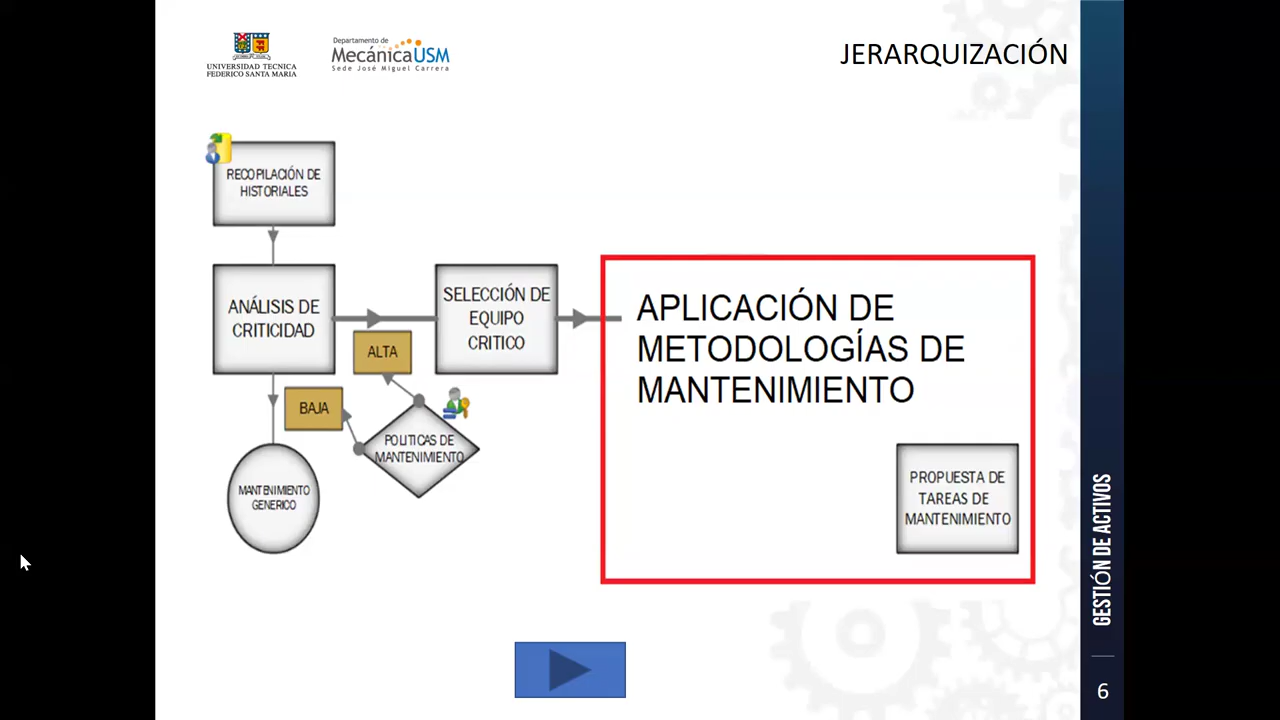 UNIVERSIDAD TECNICA
FEDERICO SANTA MARIA
Departamento de
MecánicaUSM
Sede José Miguel Carrera
JERARQUIZACIÓN
RECOPILACIÓN DE
HISTORIALES
ANÁLISIS DE
CRITICIDAD
SELECCIÓN DE
EQUIPO
CRITICO
ALTA
BAJA
POLITICAS DE
MANTENIMIENTO
MANTENIMIENTO
GENERICO
APLICACIÓN DE
METODOLOGÍAS DE
MANTENIMIENTO
PROPUESTA DE
TAREAS DE
MANTENIMIENTO
GESTIÓN DE ACTIVOS
6